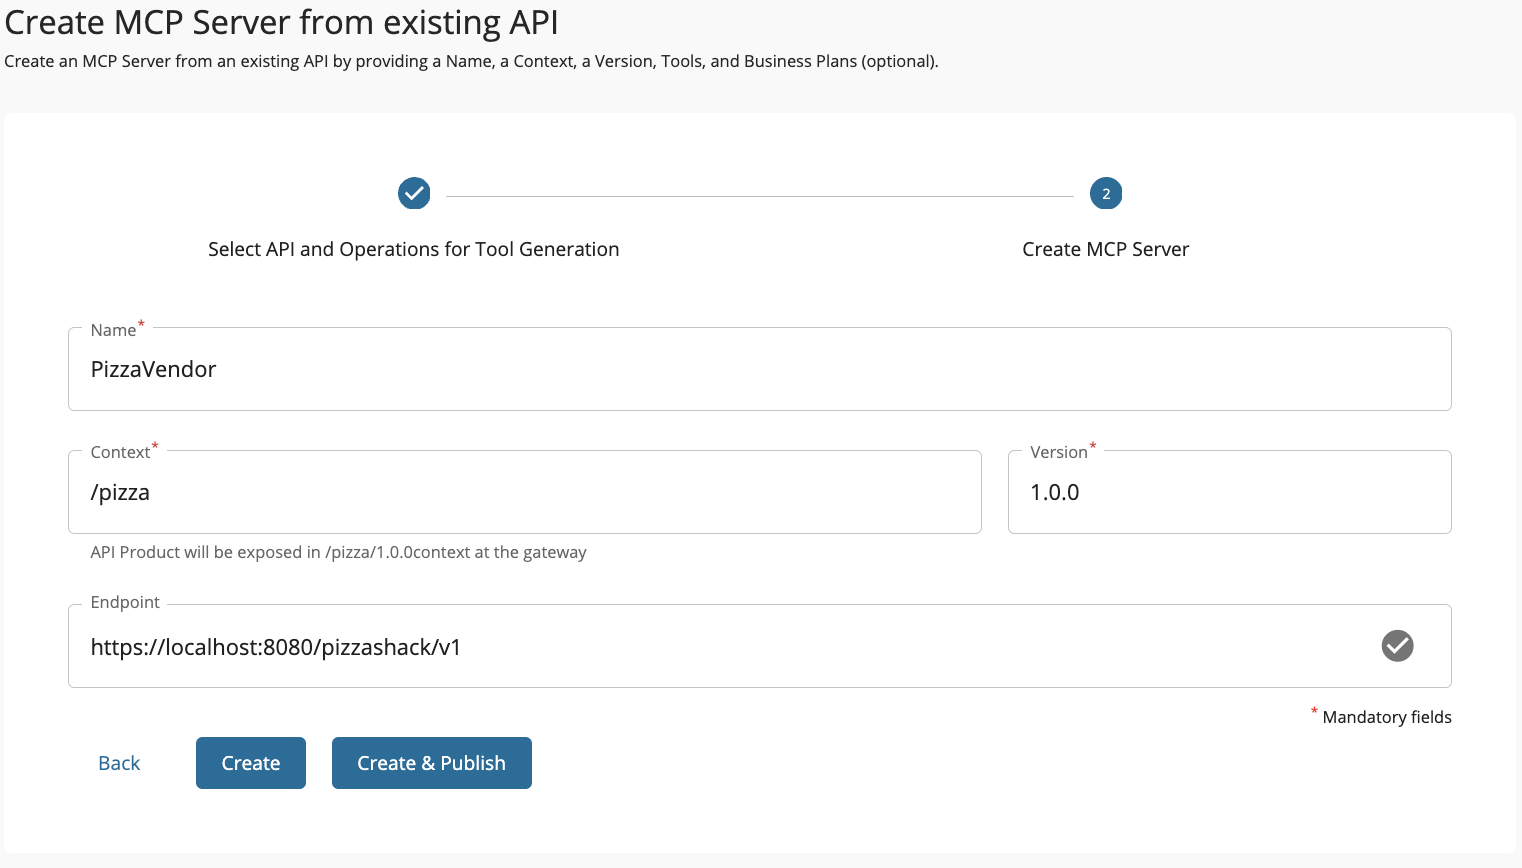 Create MCP Server from existing API
Create an MCP Server from an existing API by providing a Name, a Context, a Version, Tools, and Business Plans (optional).
2
Select API and Operations for Tool Generation
Create MCP Server
Name*
PizzaVendor
Context*
Version*
/pizza
1.0.0
API Product will be exposed in /pizza/1.0.0context at the gateway
Endpoint
https://localhost:8080/pizzashack/v1
* Mandatory fields
Back
Create
Create & Publish